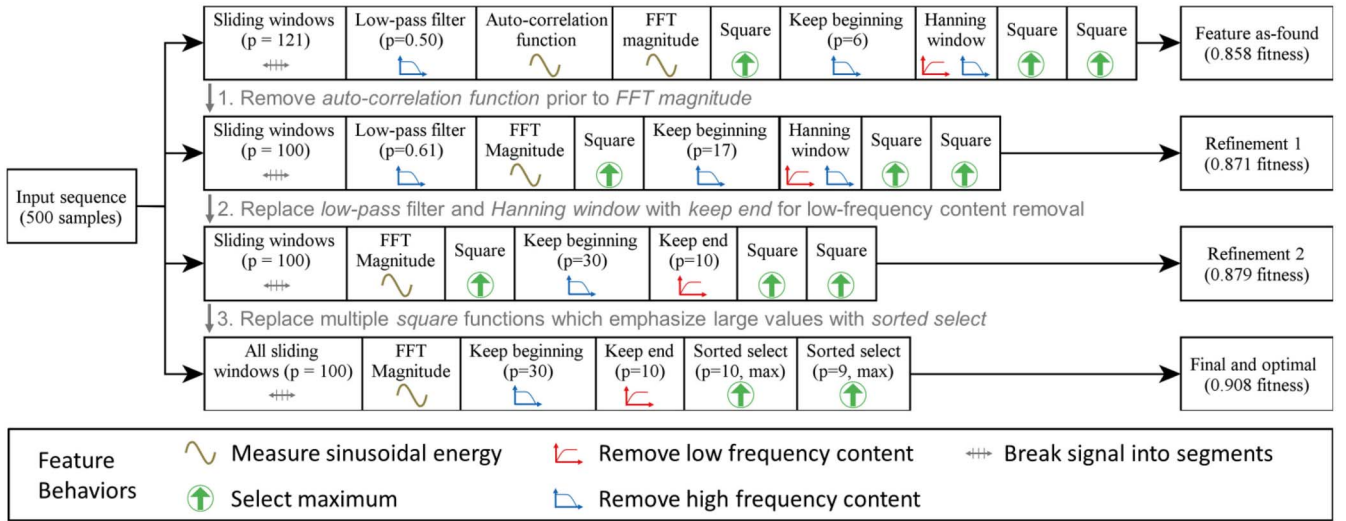 Sliding windows
(p = 121)
Low-pass filter
(p=0.50)
Auto-correlation
function
FFT
magnitude
Square
Keep beginning
(p=6)
Hanning
window
Square
Square
Feature as-found
(0.858 fitness)
1. Remove auto-correlation function prior to FFT magnitude
Sliding windows
(p = 100)
Low-pass filter
(p=0.61)
FFT
Magnitude
Square
Keep beginning
(p=17)
Hanning
window
Square
Square
Refinement 1
(0.871 fitness)
Input sequence
(500 samples)
2. Replace low-pass filter and Hanning window with keep end for low-frequency content removal
Sliding windows
(p = 100)
FFT
Magnitude
Square
Keep beginning
(p=30)
Keep end
(p=10)
Square
Square
Refinement 2
(0.879 fitness)
3. Replace multiple square functions which emphasize large values with sorted select
All sliding
windows (p = 100)
FFT
Magnitude
Keep beginning
(p=30)
Keep end
(p=10)
Sorted select
(p=10, max)
Sorted select
(p=9, max)
Final and optimal
(0.908 fitness)
Feature
Behaviors
Measure sinusoidal energy
Remove low frequency content
Break signal into segments
Select maximum
Remove high frequency content